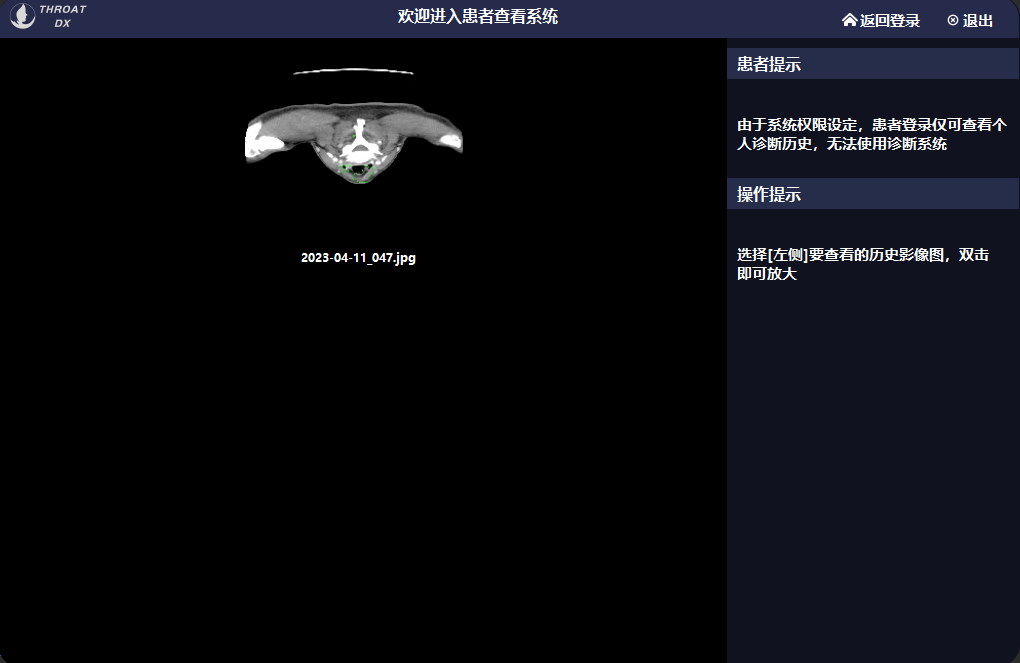 THROAT
DX
欢迎进入患者查看系统
返回登录
退出
2023-04-11_047.jpg
患者提示
由于系统权限设定，患者登录仅可查看个
人诊断历史，无法使用诊断系统
操作提示
选择[左侧]要查看的历史影像图，双击
即可放大